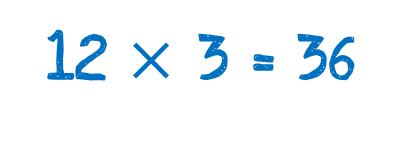 12 × 3 = 36